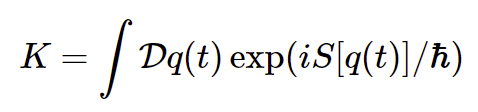 K = ∫ 𝒟q(t) exp(iS[q(t)]/ħ)